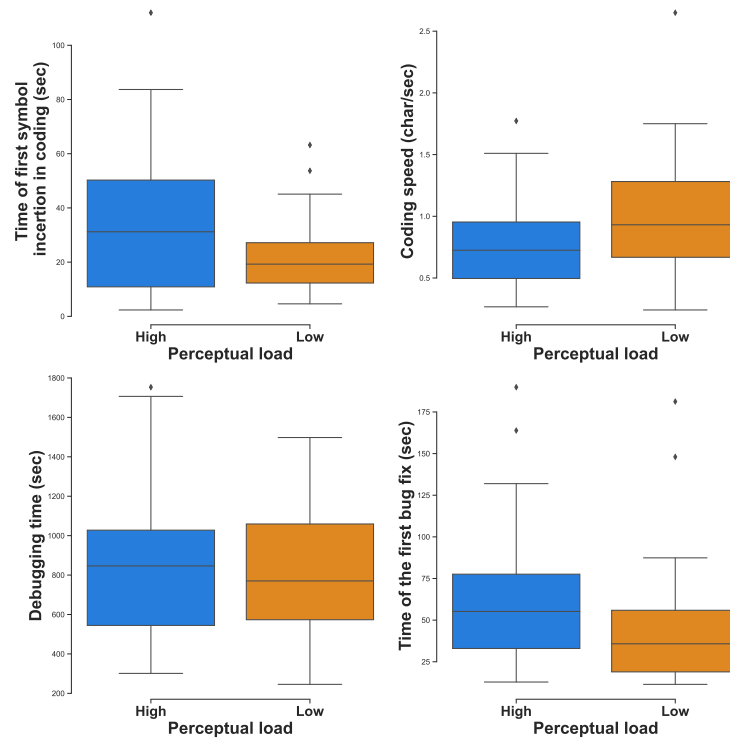 Time of first symbol
incertion in coding (sec)
100
80
60
40
20
0
High
Low
Perceptual load
Coding speed (char/sec)
2.5
2.0
1.5
1.0
0.5
High
Low
Perceptual load
Debugging time (sec)
1800
1600
1400
1200
1000
800
600
400
200
High
Low
Perceptual load
Time of the first bug fix (sec)
175
150
125
100
75
50
25
High
Low
Perceptual load